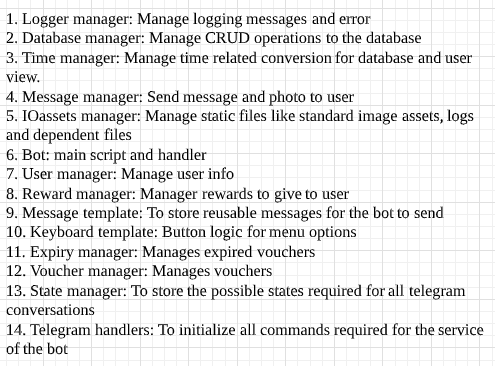 1. Logger manager: Manage logging messages and error
2. Database manager: Manage CRUD operations to the database
3. Time manager: Manage time related conversion for database and user
view.
4. Message manager: Send message and photo to user
5. IOassets manager: Manage static files like standard image assets, logs
and dependent files
6. Bot: main script and handler
7. User manager: Manage user info
8. Reward manager: Manager rewards to give to user
9. Message template: To store reusable messages for the bot to send
10. Keyboard template: Button logic for menu options
11. Expiry manager: Manages expired vouchers
12. Voucher manager: Manages vouchers
13. State manager: To store the possible states required for all telegram
conversations
14. Telegram handlers: To initialize all commands required for the service
of the bot